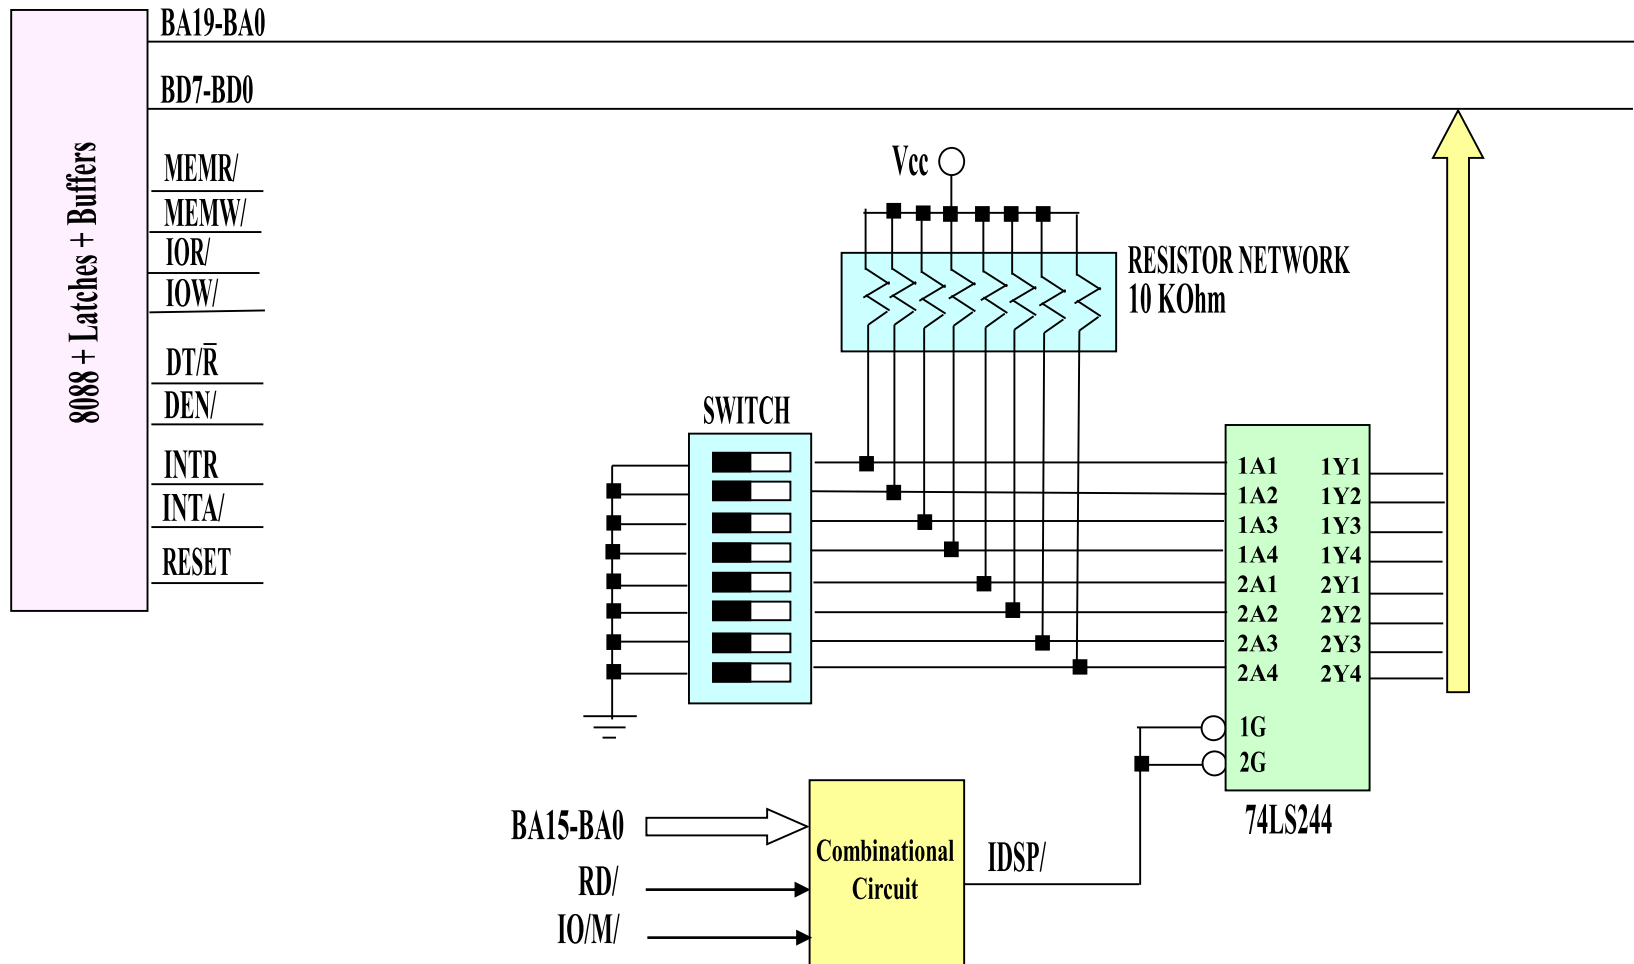 BA19-BA0
BD7-BD0
8088 + Latches + Buffers
MEMR/
MEMW/
IOR/
IOW/
DT/R̅
DEN/
INTR
INTA/
RESET
Vcc
RESISTOR NETWORK
10 KOhm
SWITCH
1A1 1Y1
1A2 1Y2
1A3 1Y3
1A4 1Y4
2A1 2Y1
2A2 2Y2
2A3 2Y3
2A4 2Y4
1G
2G
74LS244
BA15-BA0
RD/
IO/M/
Combinational
Circuit
IDSP/